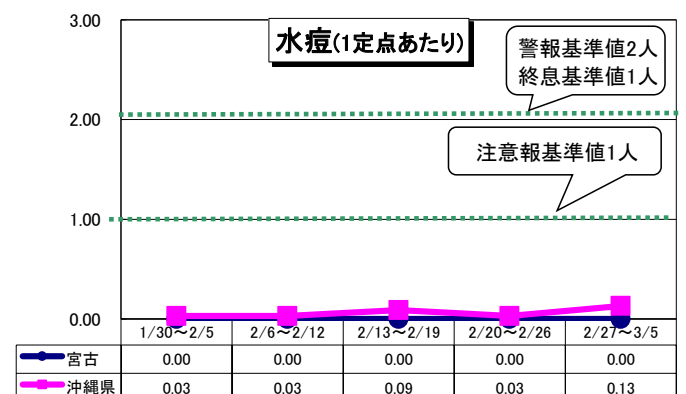 水痘(1定点あたり)
3.00
警報基準値2人
終息基準値1人
2.00
注意報基準値1人
1.00
0.00
1/30～2/5 2/6～2/12 2/13～2/19 2/20～2/26 2/27～3/5
宮古 0.00 0.00 0.00 0.00 0.00
沖縄県 0.03 0.03 0.09 0.03 0.13